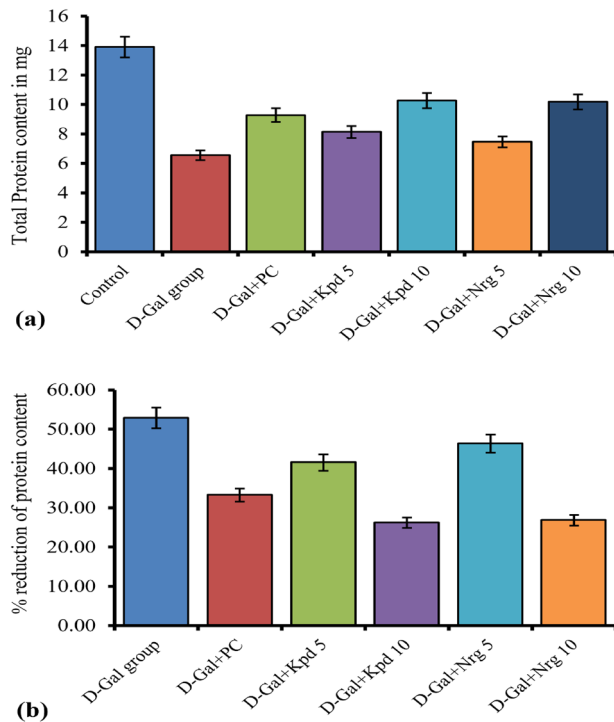 16
14
12
10
8
6
4
2
0
Total Protein content in mg
Control
D-Gal group
D-Gal+PC
D-Gal+Kpd 5
D-Gal+Kpd 10
D-Gal+Nrg 5
D-Gal+Nrg 10
(a)
60.00
50.00
40.00
30.00
20.00
10.00
0.00
% reduction of protein content
D-Gal group
D-Gal+PC
D-Gal+Kpd 5
D-Gal+Kpd 10
D-Gal+Nrg 5
D-Gal+Nrg 10
(b)